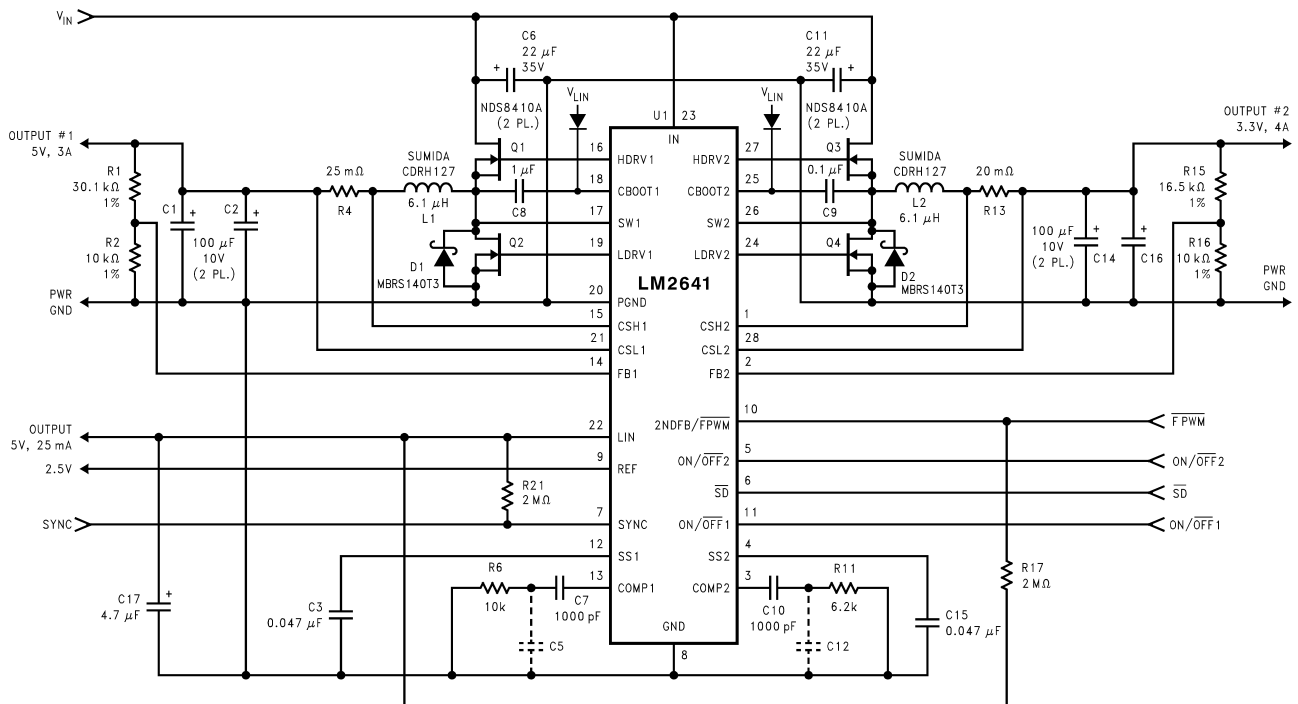 VIN
C6
22 μF
35V
+
C11
22 μF
35V
+
NDS8410A
(2 PL.)
VLIN
U1
23
IN
VLIN
NDS8410A
(2 PL.)
OUTPUT #1
5V, 3A
R1
30.1 kΩ
1%
R2
10 kΩ
1%
C1
+
C2
+
100 μF
10V
(2 PL.)
PWR
GND
25 mΩ
R4
SUMIDA
CDRH127
6.1 μH
L1
Q1
1 μF
C8
Q2
D1
MBRS140T3
16
HDRV1
18
CBOOT1
17
SW1
19
LDRV1
LM2641
20
PGND
15
CSH1
21
CSL1
14
FB1
27
HDRV2
25
CBOOT2
26
SW2
24
LDRV2
1
CSH2
28
CSL2
2
FB2
Q3
0.1 μF
C9
Q4
D2
MBRS140T3
SUMIDA
CDRH127
L2
6.1 μH
20 mΩ
R13
100 μF
10V
(2 PL.)
+
C14
+
C16
OUTPUT #2
3.3V, 4A
R15
16.5 kΩ
1%
R16
10 kΩ
1%
PWR
GND
OUTPUT
5V, 25 mA
2.5V
SYNC
R21
2 MΩ
22
LIN
9
REF
7
SYNC
12
SS1
13
COMP1
10
2NDFB/FPWM
5
ON/OFF2
6
SD
11
ON/OFF1
4
SS2
3
COMP2
FPWM
ON/OFF2
SD
ON/OFF1
C17
+
4.7 μF
C3
0.047 μF
R6
10k
C7
1000 pF
C5
GND
8
C10
1000 pF
R11
6.2k
C12
C15
0.047 μF
R17
2 MΩ